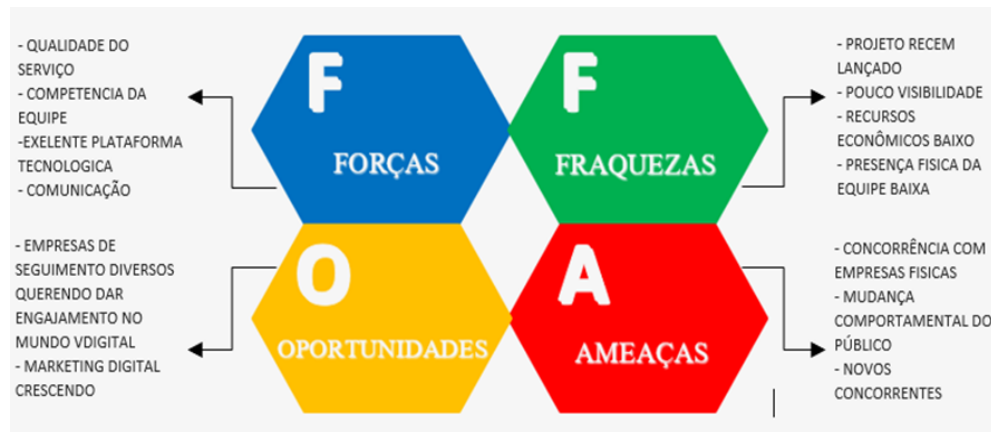 - QUALIDADE DO
SERVIÇO
- COMPETENCIA DA
EQUIPE
-EXELENTE PLATAFORMA
TECNOLOGICA
- COMUNICAÇÃO
F
FORÇAS
F
FRAQUEZAS
- PROJETO RECEM
LANÇADO
- POUCO VISIBILIDADE
- RECURSOS
ECONÔMICOS BAIXO
- PRESENÇA FISICA DA
EQUIPE BAIXA
- EMPRESAS DE
SEGUIMENTO DIVERSOS
QUERENDO DAR
ENGAJAMENTO NO
MUNDO VDIGITAL
- MARKETING DIGITAL
CRESCENDO
O
OPORTUNIDADES
A
AMEAÇAS
- CONCORRÊNCIA COM
EMPRESAS FISICAS
- MUDANÇA
COMPORTAMENTAL DO
PÚBLICO
- NOVOS
CONCORRENTES